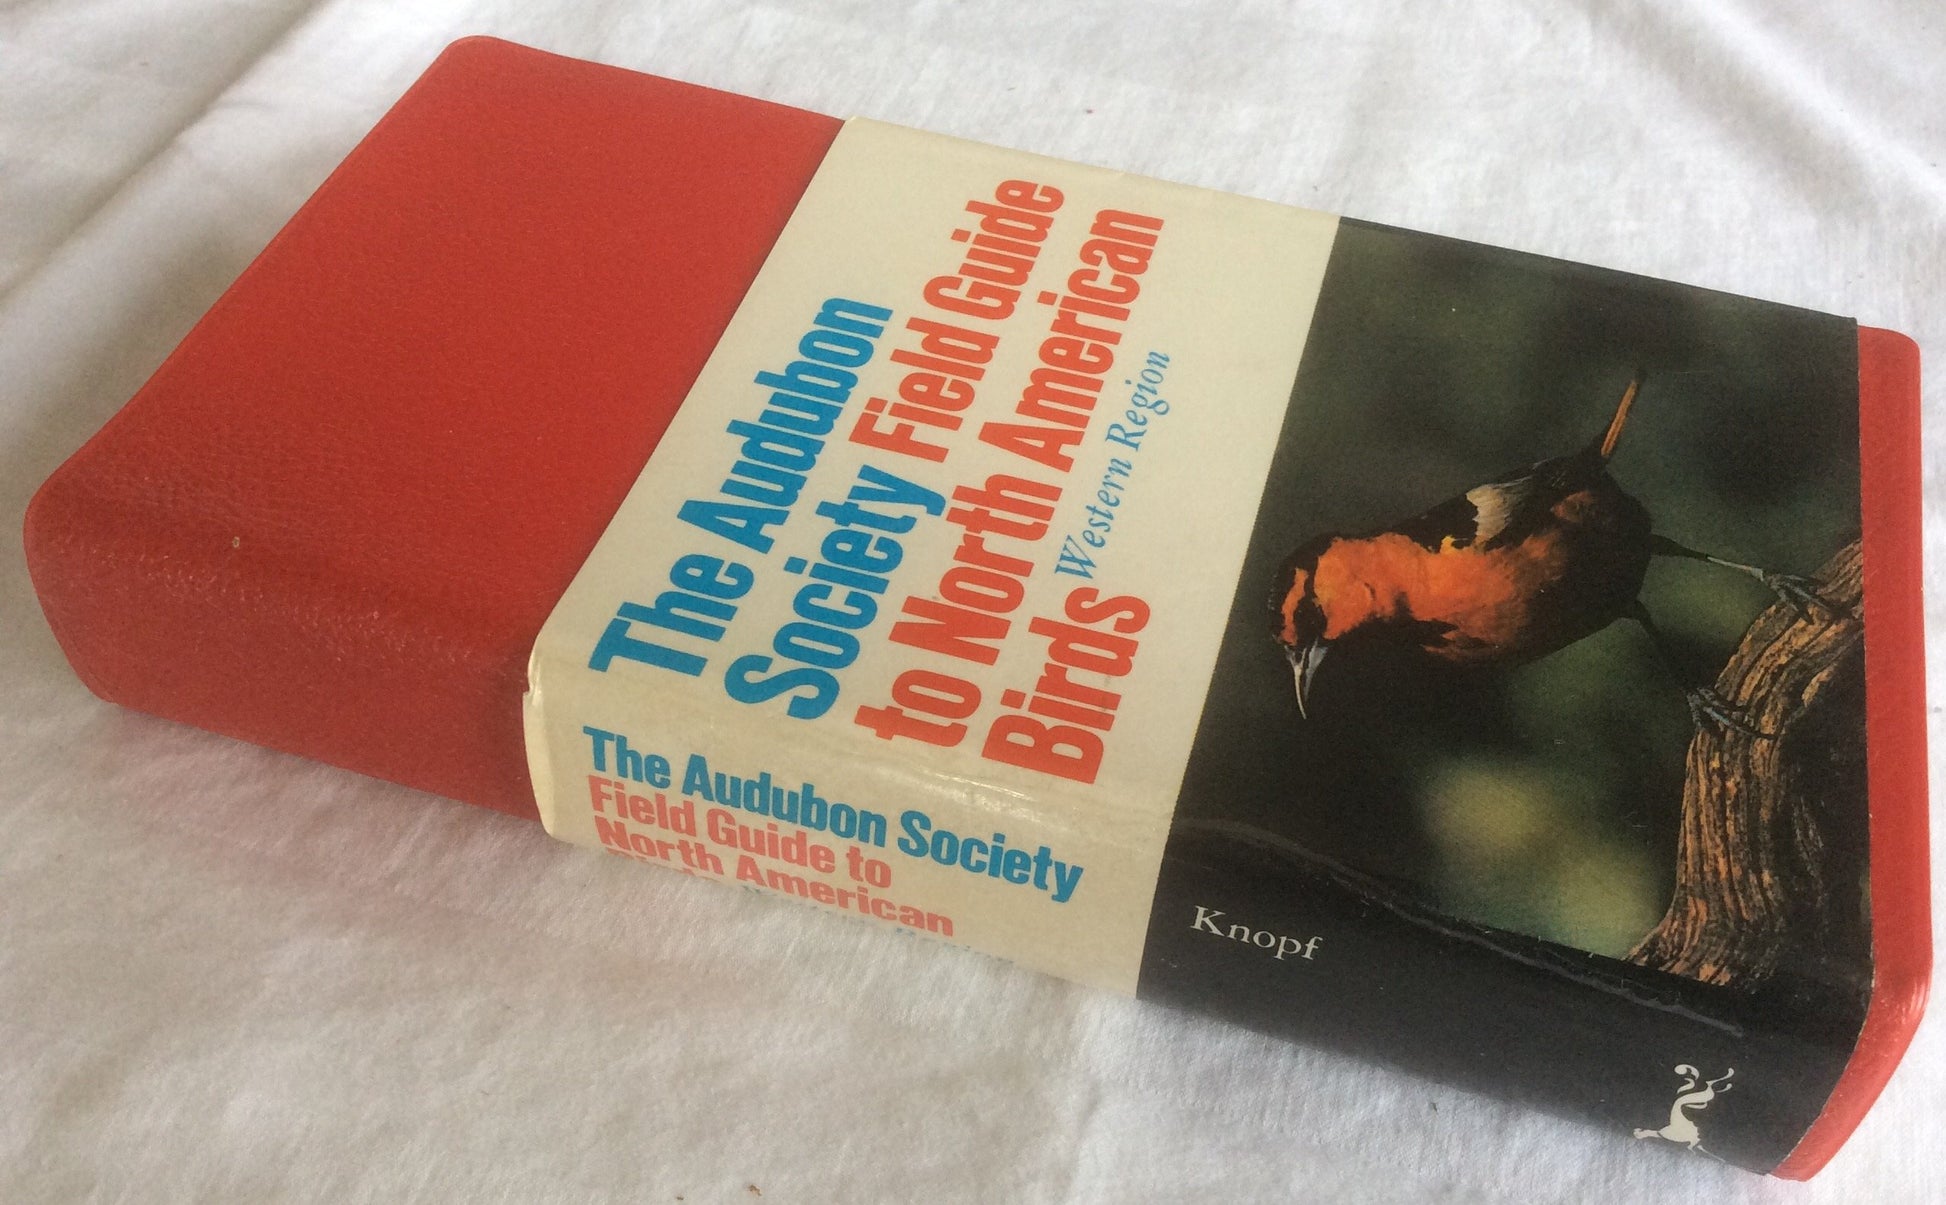 The Audubon
Society Field Guide
to North American
Birds Western Region
The Audubon Society
Field Guide to
North American
Knopf